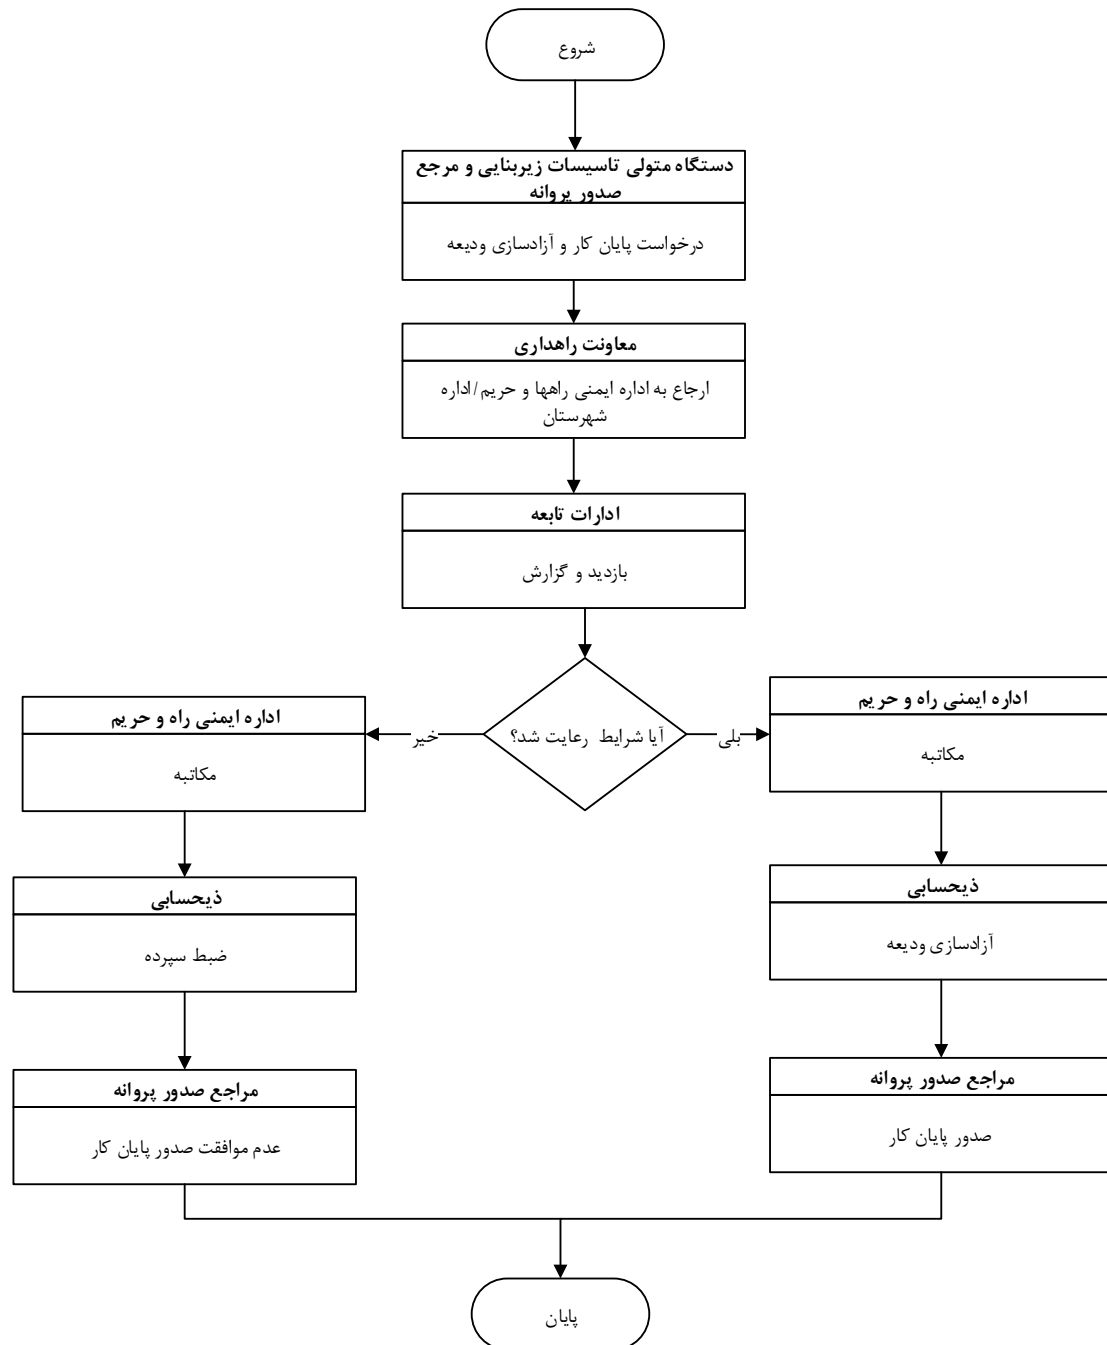 شروع
دستگاه متولی تاسیسات زیربنایی و مرجع
صدور پروانه
درخواست پایان کار و آزادسازی ودیعه
معاونت راهداری
ارجاع به اداره ایمنی راهها و حریم/اداره
شهرستان
ادارات تابعه
بازدید و گزارش
آیا شرایط رعایت شد؟
بلی
خیر
اداره ایمنی راه و حریم
مکاتبه
ذیحسابی
آزادسازی ودیعه
مراجع صدور پروانه
صدور پایان کار
اداره ایمنی راه و حریم
مکاتبه
ذیحسابی
ضبط سپرده
مراجع صدور پروانه
عدم موافقت صدور پایان کار
پایان